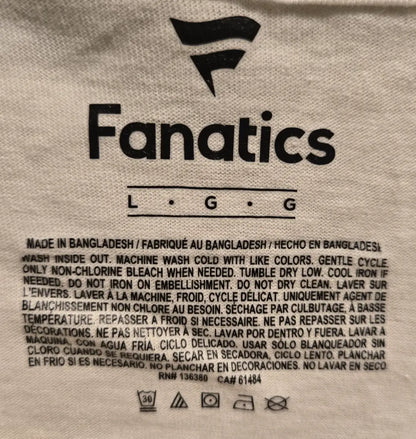 Fanatics
L • G • G
MADE IN BANGLADESH / FABRIQUÉ AU BANGLADESH / HECHO EN BANGLADESH
WASH INSIDE OUT. MACHINE WASH COLD WITH LIKE COLORS. GENTLE CYCLE
ONLY NON-CHLORINE BLEACH WHEN NEEDED. TUMBLE DRY LOW. COOL IRON IF
NEEDED. DO NOT IRON ON EMBELLISHMENT. DO NOT DRY CLEAN. LAVER SUR
L'ENVERS. LAVER À LA MACHINE, FROID, CYCLE DÉLICAT. UNIQUEMENT AGENT DE
BLANCHISSEMENT NON CHLORE AU BESOIN. SÉCHAGE PAR CULBUTAGE, À BASSE
TEMPÉRATURE. REPASSER À FROID SI NECESSAIRE. NE PAS REPASSER SUR LES
DÉCORATIONS. NE PAS NETTOYER À SEC. LAVAR POR DENTRO Y FUERA. LAVAR A
MAQUINA, CON AGUA FRÍA. CICLO DELICADO. USAR SÓLO BLANQUEADOR SIN
CLORO CUANDO SE REQUIERA. SECAR EN SECADORA, CICLO LENTO. PLANCHAR
EN FRIO SI ES NECESARIO. NO PLANCHAR EN DECORACIONES. NO LAVAR EN SECO
RN# 136380 CA# 61484
30